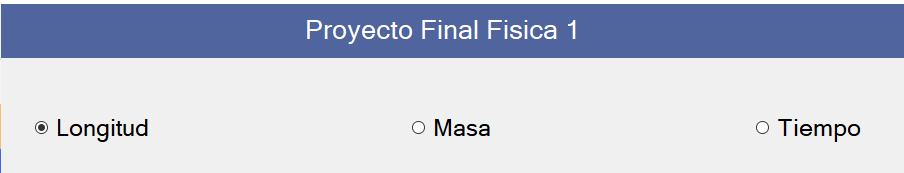 Proyecto Final Fisica 1
Longitud Masa Tiempo